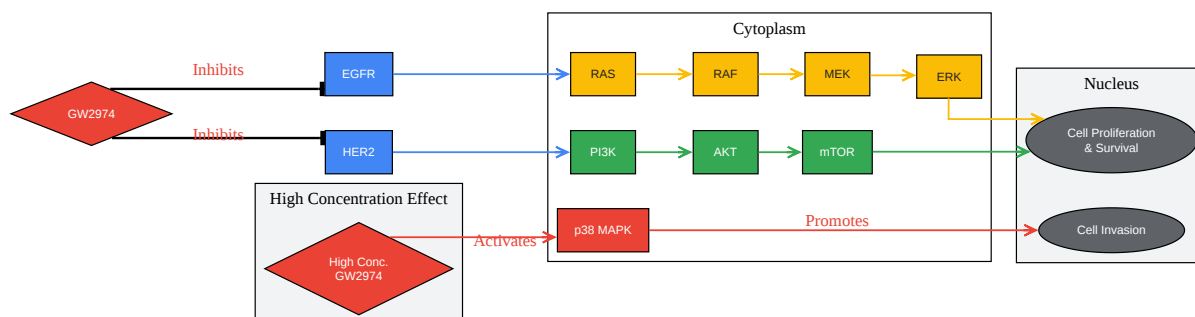 Cytoplasm
Inhibits
EGFR
RAS
RAF
MEK
ERK
Nucleus
GW2974
Cell Proliferation
& Survival
Inhibits
HER2
PI3K
AKT
mTOR
High Concentration Effect
High Conc.
GW2974
Activates
p38 MAPK
Promotes
Cell Invasion